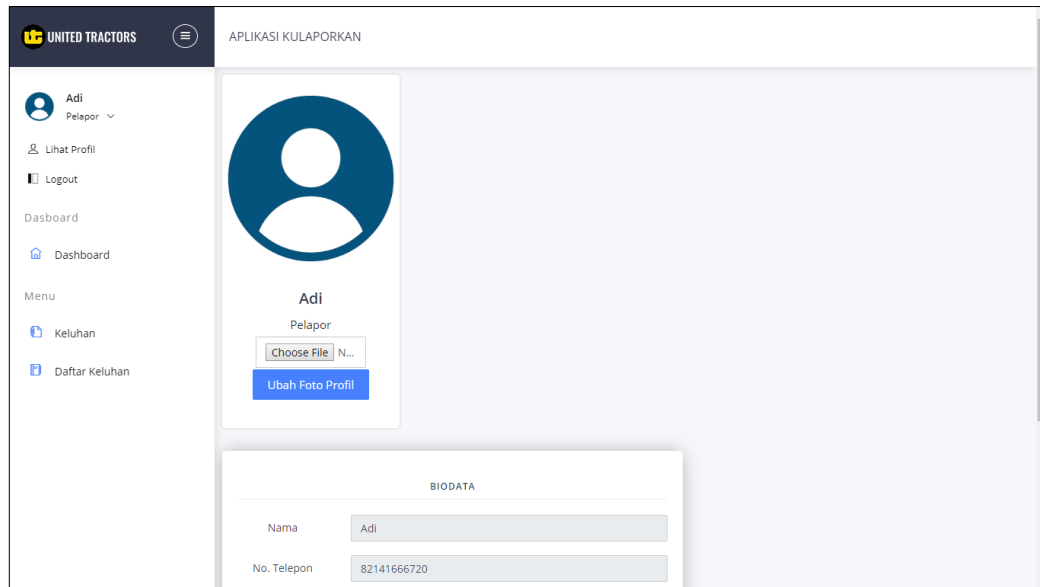 UNITED TRACTORS
APLIKASI KULAPORKAN
Adi
Pelapor
Lihat Profil
Logout
Dasboard
Dashboard
Menu
Keluhan
Daftar Keluhan
Adi
Pelapor
Choose File N...
Ubah Foto Profil
BIODATA
Nama
Adi
No. Telepon
82141666720